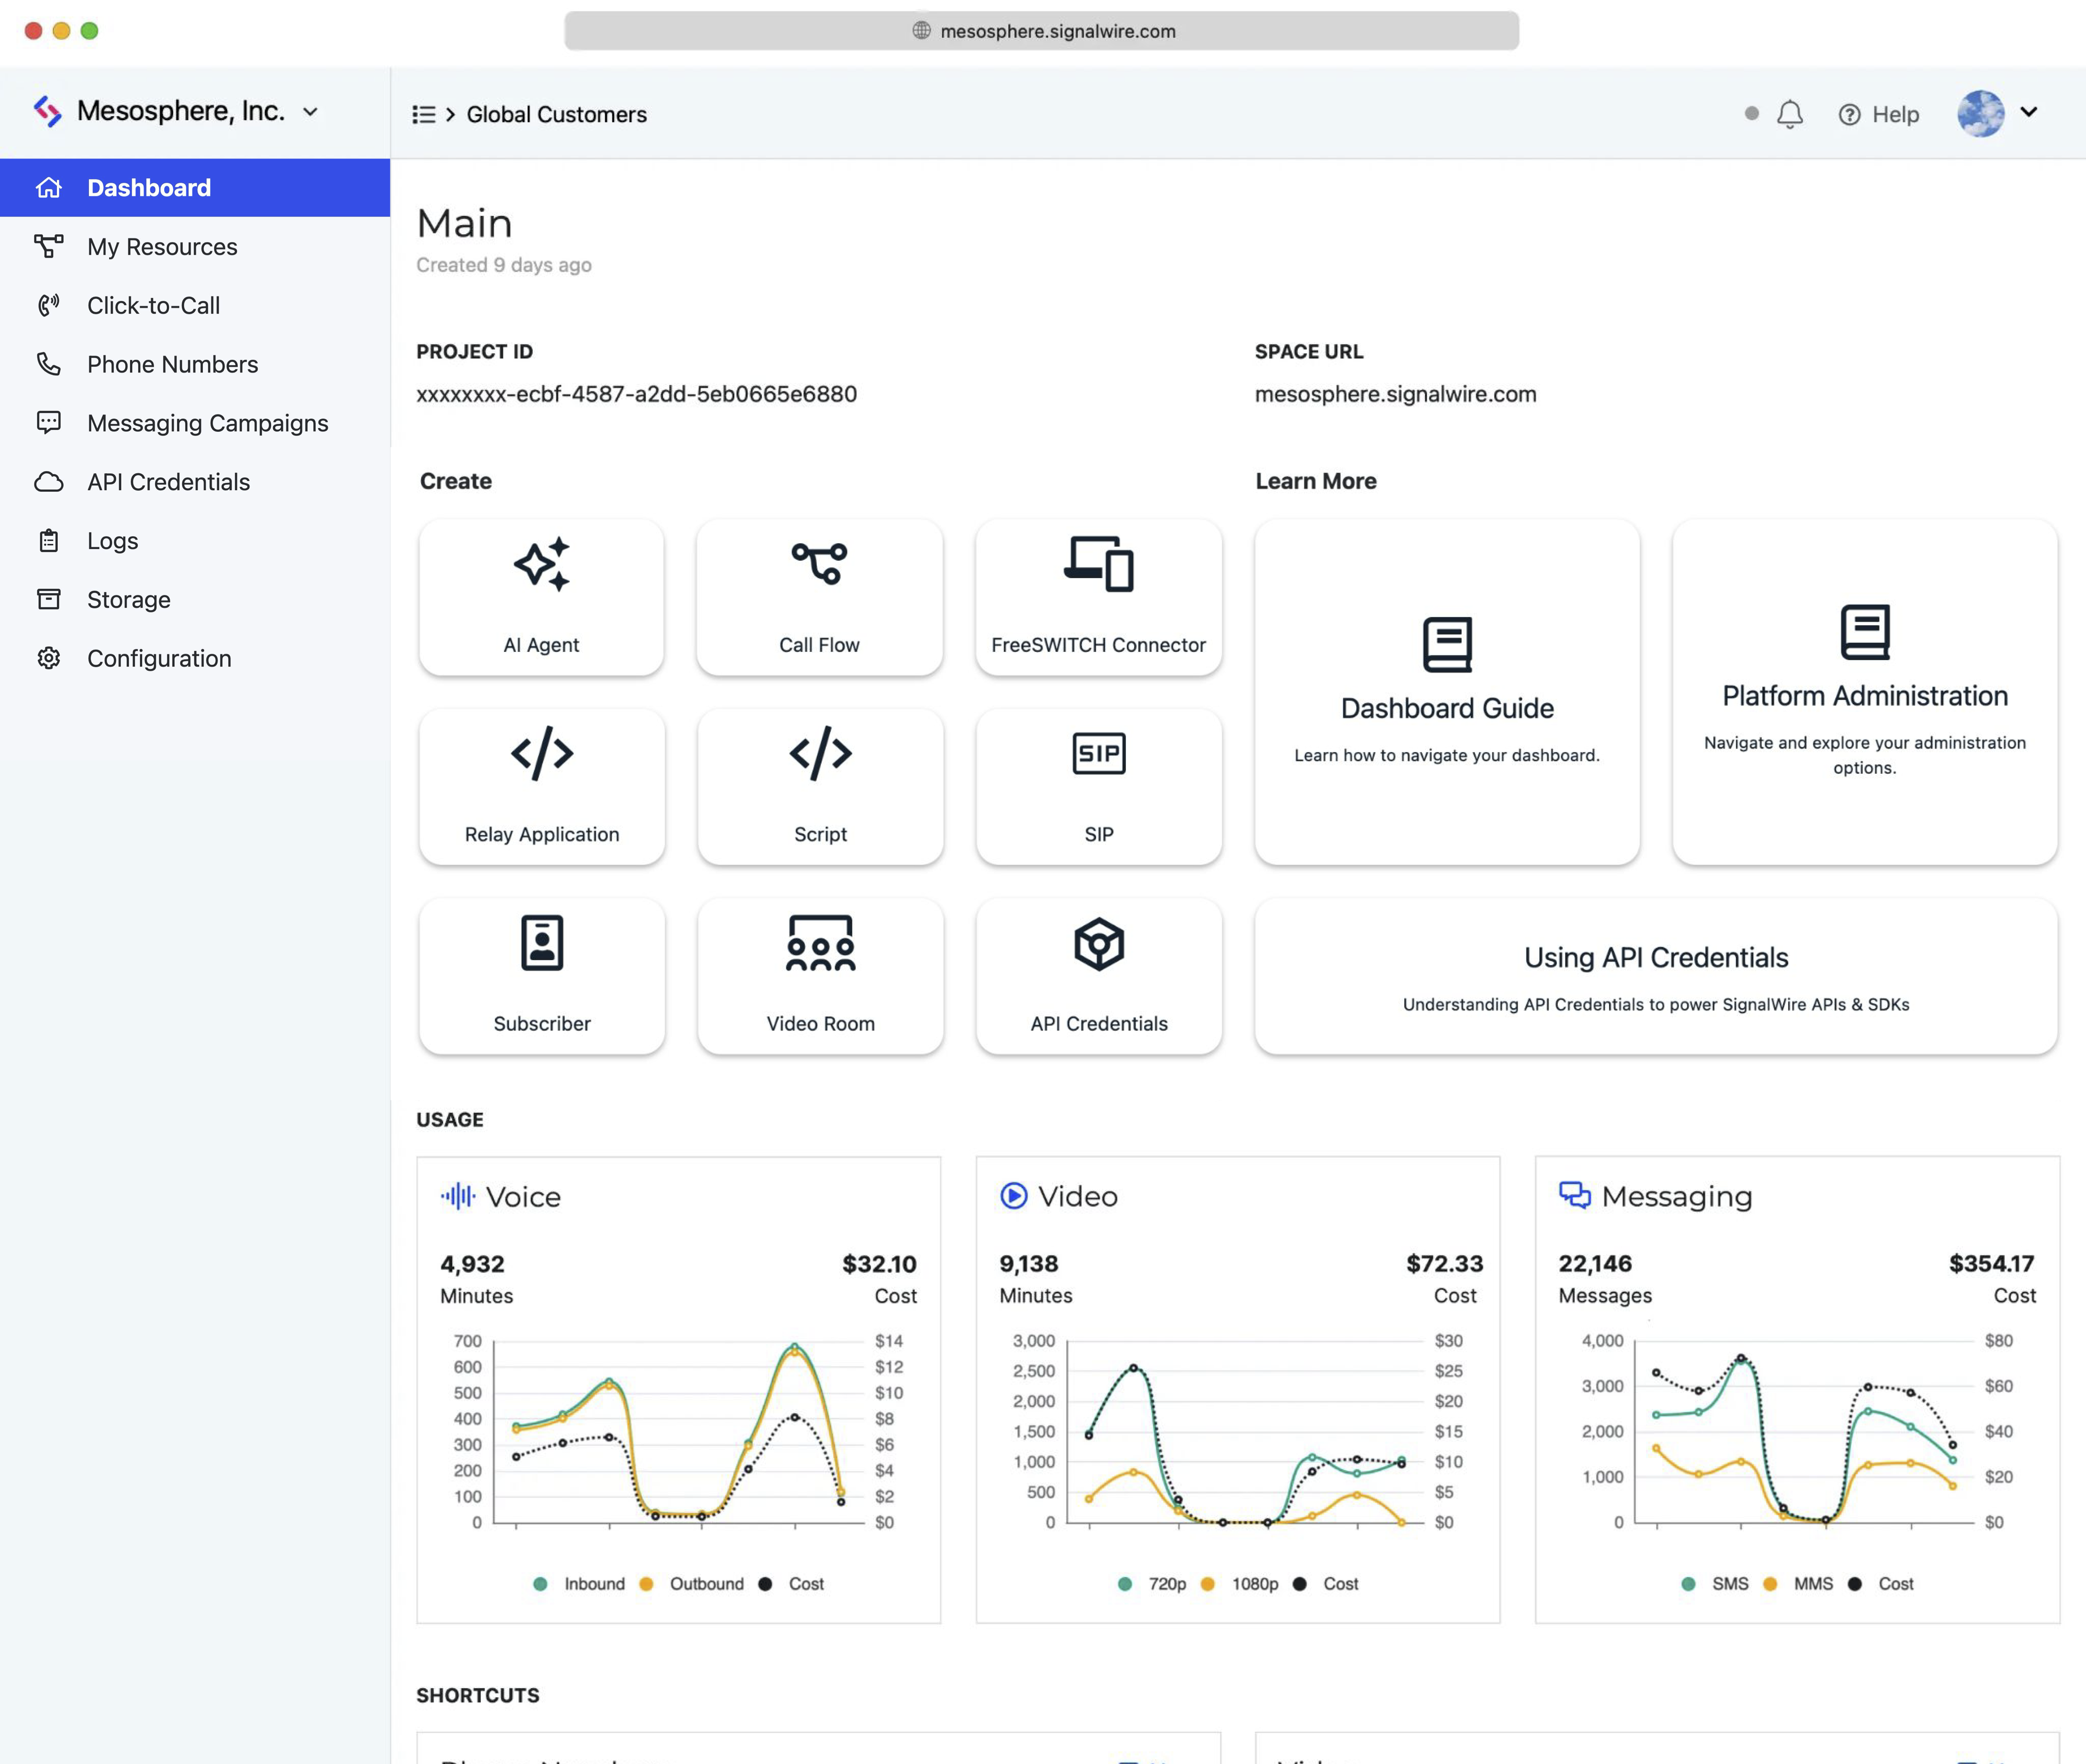 mesosphere.signalwire.com
Mesosphere, Inc.
Global Customers
Help
Dashboard
My Resources
Click-to-Call
Phone Numbers
Messaging Campaigns
API Credentials
Logs
Storage
Configuration
Main
Created 9 days ago
PROJECT ID
xxxxxxxx-ecbf-4587-a2dd-5eb0665e6880
SPACE URL
mesosphere.signalwire.com
Create
AI Agent
Call Flow
FreeSWITCH Connector
Relay Application
Script
SIP
SIP
Subscriber
Video Room
API Credentials
Learn More
Dashboard Guide
Learn how to navigate your dashboard.
Platform Administration
Navigate and explore your administration
options.
Using API Credentials
Understanding API Credentials to power SignalWire APIs & SDKs
USAGE
Voice
4,932
Minutes
$32.10
Cost
700
600
500
400
300
200
100
0
$14
$12
$10
$8
$6
$4
$2
$0
Inbound
Outbound
Cost
Video
9,138
Minutes
$72.33
Cost
3,000
2,500
2,000
1,500
1,000
500
0
$30
$25
$20
$15
$10
$5
$0
720p
1080p
Cost
Messaging
22,146
Messages
$354.17
Cost
4,000
3,000
2,000
1,000
0
$80
$60
$40
$20
$0
SMS
MMS
Cost
SHORTCUTS